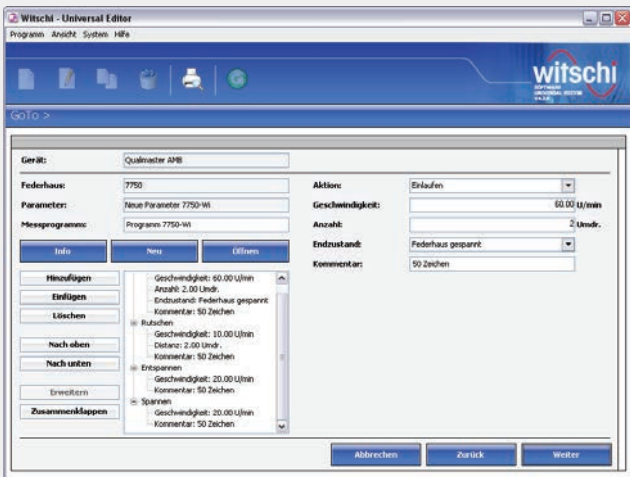 Witschi - Universal Editor
Programm Ansicht System Hilfe
witschi
SOFTWARE
UNIVERSAL EDITOR
GoTo >
Gerät: Qualmaster AMB
Federhaus: 7750
Parameter: Neue Parameter 7750-Wi
Messprogramm: Programm 7750-Wi
Info Neu Öffnen
Hinzufügen
Einfügen
Löschen
Nach oben
Nach unten
Erweitern
Zusammenklappen
Geschwindigkeit: 60.00 U/min
Anzahl: 2.00 Umdr.
Endzustand: Federhaus gespannt
Kommentar: 50 Zeichen
Rutschen
Geschwindigkeit: 10.00 U/min
Distanz: 2.00 Umdr.
Kommentar: 50 Zeichen
Entspannen
Geschwindigkeit: 20.00 U/min
Kommentar: 50 Zeichen
Spannen
Geschwindigkeit: 20.00 U/min
Kommentar: 50 Zeichen
Aktion: Einlaufen
Geschwindigkeit: 60.00 U/min
Anzahl: 2 Umdr.
Endzustand: Federhaus gespannt
Kommentar: 50 Zeichen
Abbrechen Zurück Weiter